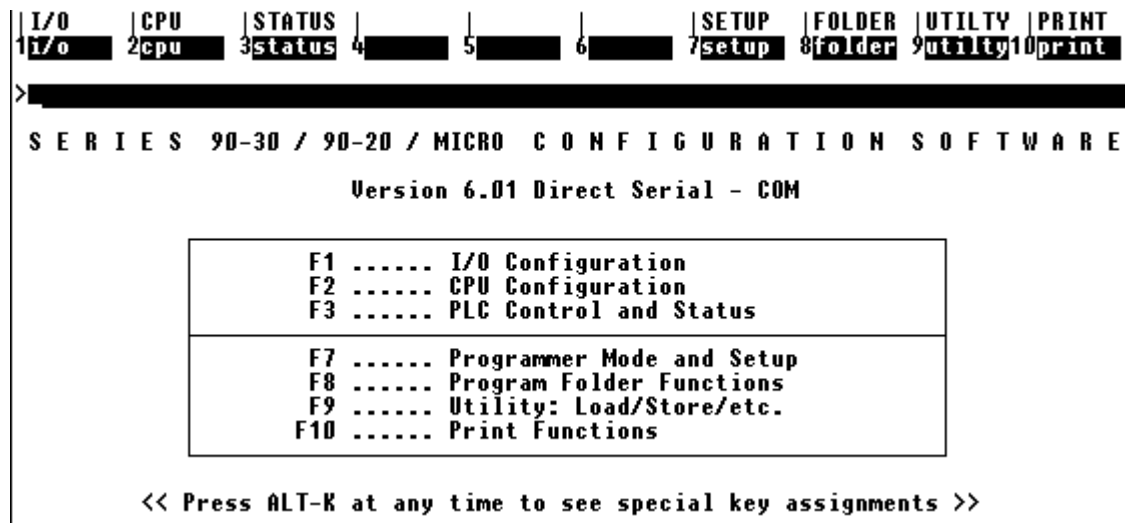 |I/O |CPU |STATUS | | | |SETUP |FOLDER |UTILTY |PRINT
1i/o 2cpu 3status 4 5 6 7setup 8folder 9utilty10print
>
S E R I E S 90-30 / 90-20 / MICRO C O N F I G U R A T I O N S O F T W A R E
Version 6.01 Direct Serial - COM
F1 ...... I/O Configuration
F2 ...... CPU Configuration
F3 ...... PLC Control and Status
F7 ...... Programmer Mode and Setup
F8 ...... Program Folder Functions
F9 ...... Utility: Load/Store/etc.
F10 ...... Print Functions
<< Press ALT-K at any time to see special key assignments >>